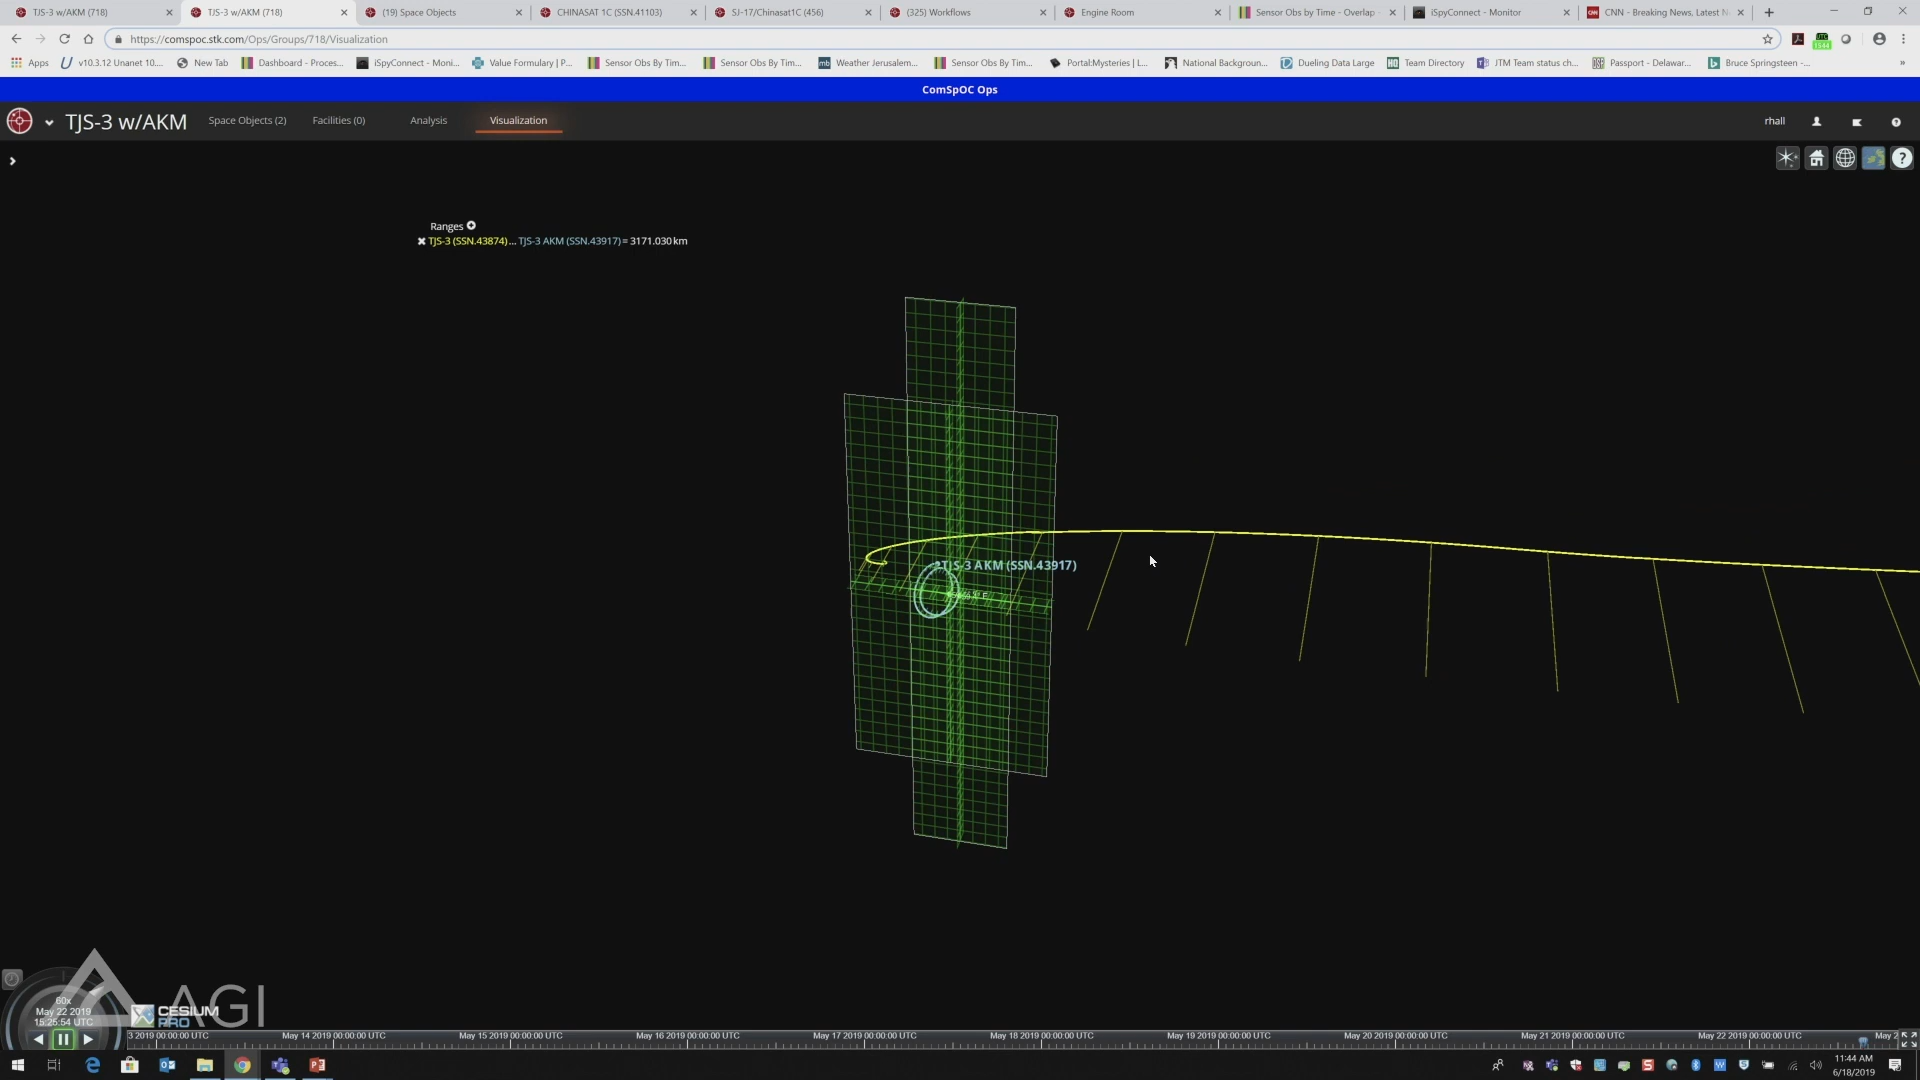 TJS-3 w/AKM (718)
TJS-3 w/AKM (718)
(19) Space Objects
CHINASAT 1C (SSN.41103)
SJ-17/Chinasat1C (456)
(325) Workflows
Engine Room
Sensor Obs by Time - Overlap
iSpyConnect - Monitor
CNN - Breaking News, Latest N
https://comspoc.stk.com/Ops/Groups/718/Visualization
Apps
v10.3.12 Unanet 10....
New Tab
Dashboard - Proces...
iSpyConnect - Moni...
Value Formulary | P...
Sensor Obs By Tim...
Sensor Obs By Tim...
Weather Jerusalem...
Sensor Obs By Tim...
Portal:Mysteries | L...
National Backgroun...
Dueling Data Large
Team Directory
JTM Team status ch...
Passport - Delawar...
Bruce Springsteen -...
»
ComSpOC Ops
TJS-3 w/AKM
Space Objects (2)
Facilities (0)
Analysis
Visualization
rhall
Ranges
TJS-3 (SSN.43874)... TJS-3 AKM (SSN.43917) = 3171.030 km
TJS-3 AKM (SSN.43917)
60x
May 22 2019
15:25:54 UTC
AGI
CESIUM
PRO
3 2019 00:00:00 UTC
May 14 2019 00:00:00 UTC
May 15 2019 00:00:00 UTC
May 16 2019 00:00:00 UTC
May 17 2019 00:00:00 UTC
May 18 2019 00:00:00 UTC
May 19 2019 00:00:00 UTC
May 20 2019 00:00:00 UTC
May 21 2019 00:00:00 UTC
May 22 2019 00:00:00 UTC
May 2
11:44 AM
6/18/2019